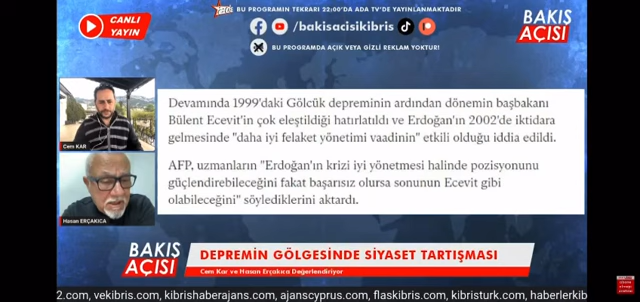 CANLI
YAYIN
BU PROGRAMIN TEKRARI 22:00'DA ADA TV'DE YAYINLANMAKTADIR
/bakisacisikibris
BU PROGRAMDA AÇIK VEYA GİZLİ REKLAM YOKTUR!
BAKIŞ
AÇISI
Devamında 1999'daki Gölcük depreminin ardından dönemin başbakanı
Bülent Ecevit'in çok eleştirildiği hatırlatıldı ve Erdoğan'ın 2002'de iktidara
gelmesinde "daha iyi felaket yönetimi vaadinin" etkili olduğu iddia edildi.
AFP, uzmanların "Erdoğan'ın krizi iyi yönetmesi halinde pozisyonunu
güçlendirebileceğini fakat başarısız olursa sonunun Ecevit gibi
olabileceğini" söylediklerini aktardı.
Cem KAR
Hasan ERÇAKICA
BAKIŞ
AÇISI
DEPREMİN GÖLGESİNDE SİYASET TARTIŞMASI
Cem Kar ve Hasan Erçakıca Değerlendiriyor
2.com, vekibris.com, kibrishaberajans.com, ajanscyprus.com, flaskibris.com, kibristurk.com, haberlerkib